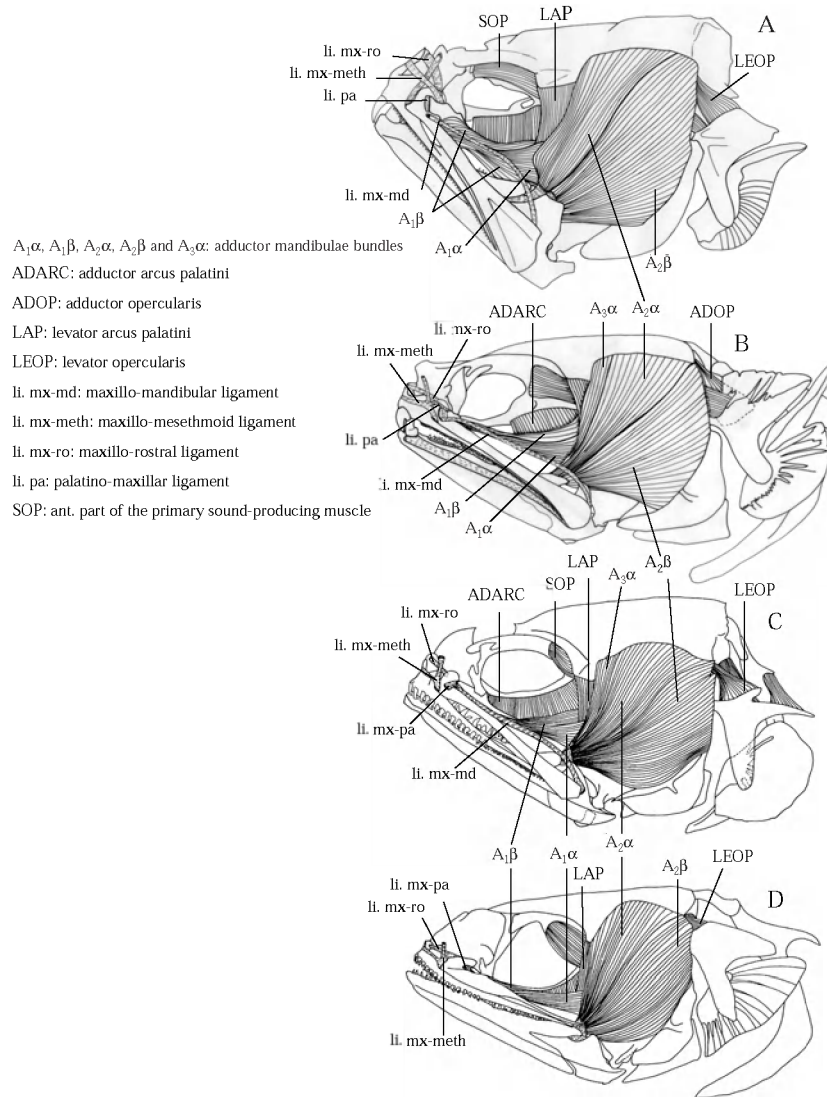 A
SOP
LAP
li. mx-ro
li. mx-meth
LEOP
li. pa
li. mx-md
A₁β
A₁α
A₂β
A₁α, A₁β, A₂α, A₂β and A₃α: adductor mandibulae bundles
ADARC: adductor arcus palatini
ADOP: adductor opercularis
LAP: levator arcus palatini
LEOP: levator opercularis
li. mx-md: maxillo-mandibular ligament
li. mx-meth: maxillo-mesethmoid ligament
li. mx-ro: maxillo-rostral ligament
li. pa: palatino-maxillar ligament
SOP: ant. part of the primary sound-producing muscle
ADARC
A₃α
A₂α
ADOP
B
li. mx-ro
li. mx-meth
li. pa
li. mx-md
A₁β
A₁α
A₂β
LAP
A₃α
SOP
ADARC
LEOP
C
li. mx-ro
li. mx-meth
li. mx-pa
li. mx-md
A₁β
A₁α
A₂α
LAP
A₂β
LEOP
D
li. mx-pa
li. mx-ro
li. mx-meth